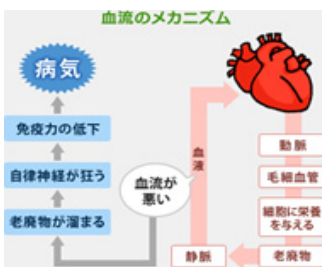 血流のメカニズム
病気
免疫力の低下
自律神経が狂う
老廃物が溜まる
血流が
悪い
血液
動脈
毛細血管
細胞に栄養
を与える
老廃物
静脈